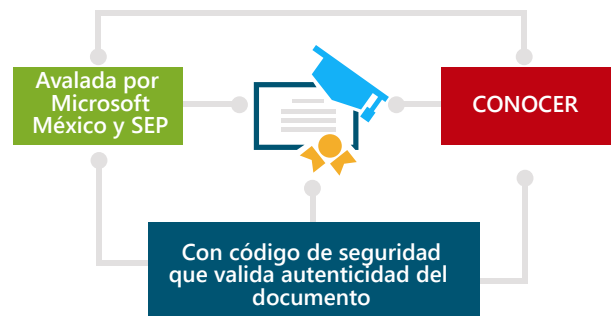 Avalada por
Microsoft
México y SEP
CONOCER
Con código de seguridad
que valida autenticidad del
documento